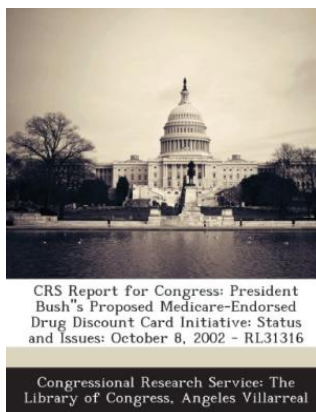 CRS Report for Congress: President
Bush"s Proposed Medicare-Endorsed
Drug Discount Card Initiative: Status
and Issues: October 8, 2002 - RL31316
Congressional Research Service: The
Library of Congress, Angeles Villarreal